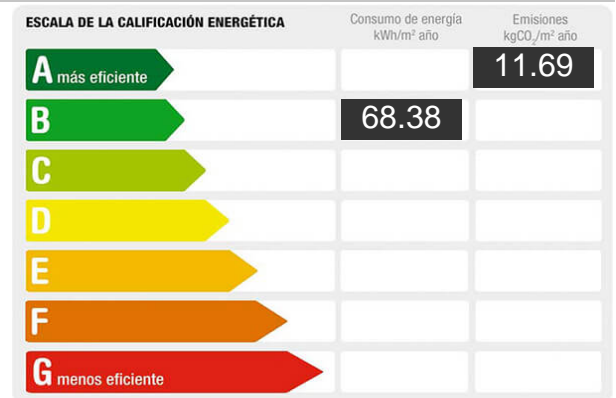 ESCALA DE LA CALIFICACIÓN ENERGÉTICA
Consumo de energía
kWh/m² año
Emisiones
kgCO₂/m² año
A más eficiente
11.69
B
68.38
C
D
E
F
G menos eficiente